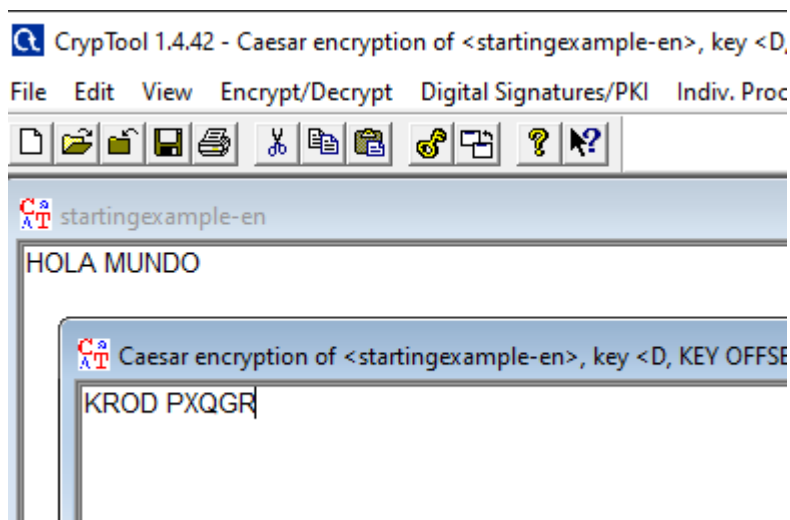 CrypTool 1.4.42 - Caesar encryption of <startingexample-en>, key <D,
File Edit View Encrypt/Decrypt Digital Signatures/PKI Indiv. Proc
startingexample-en
HOLA MUNDO
Caesar encryption of <startingexample-en>, key <D, KEY OFFSE
KROD PXQGR